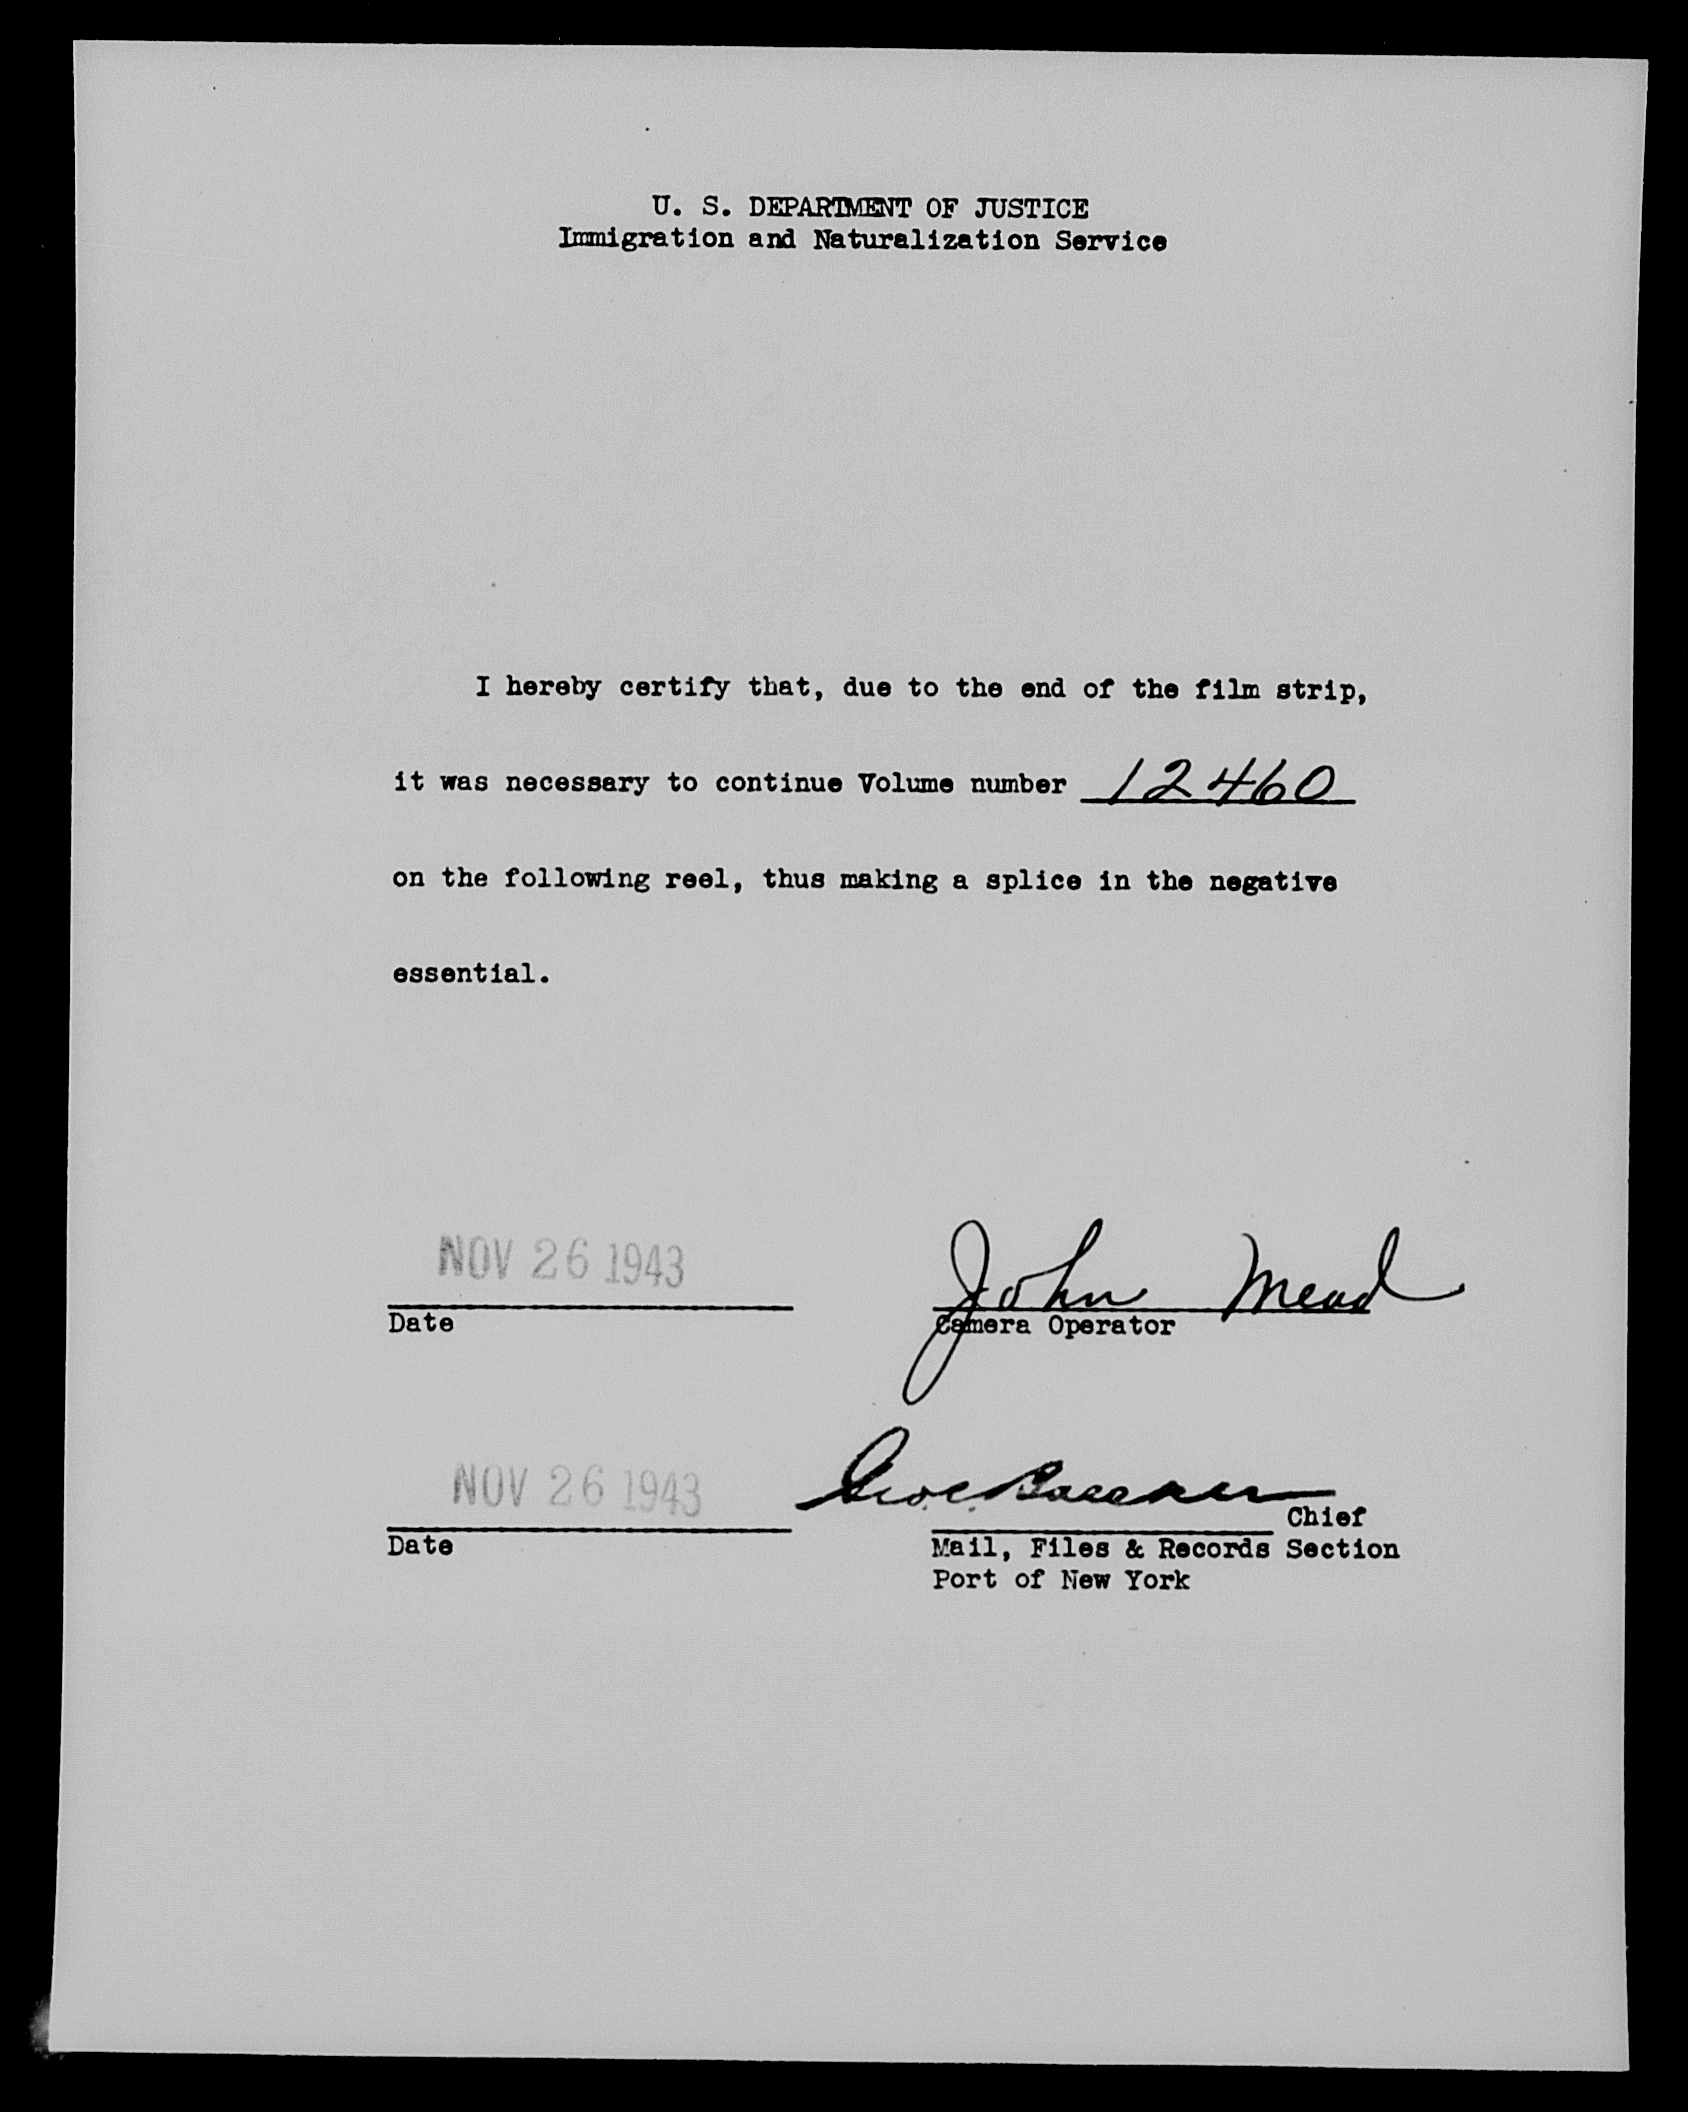 U. S. DEPARTMENT OF JUSTICE
Immigration and Naturalization Service
I hereby certify that, due to the end of the film strip,
it was necessary to continue Volume number 12460
on the following reel, thus making a splice in the negative
essential.
NOV 26 1943
John Mead
Date
Camera Operator
NOV 26 1943
Chief
Date
Mail, Files & Records Section
Port of New York